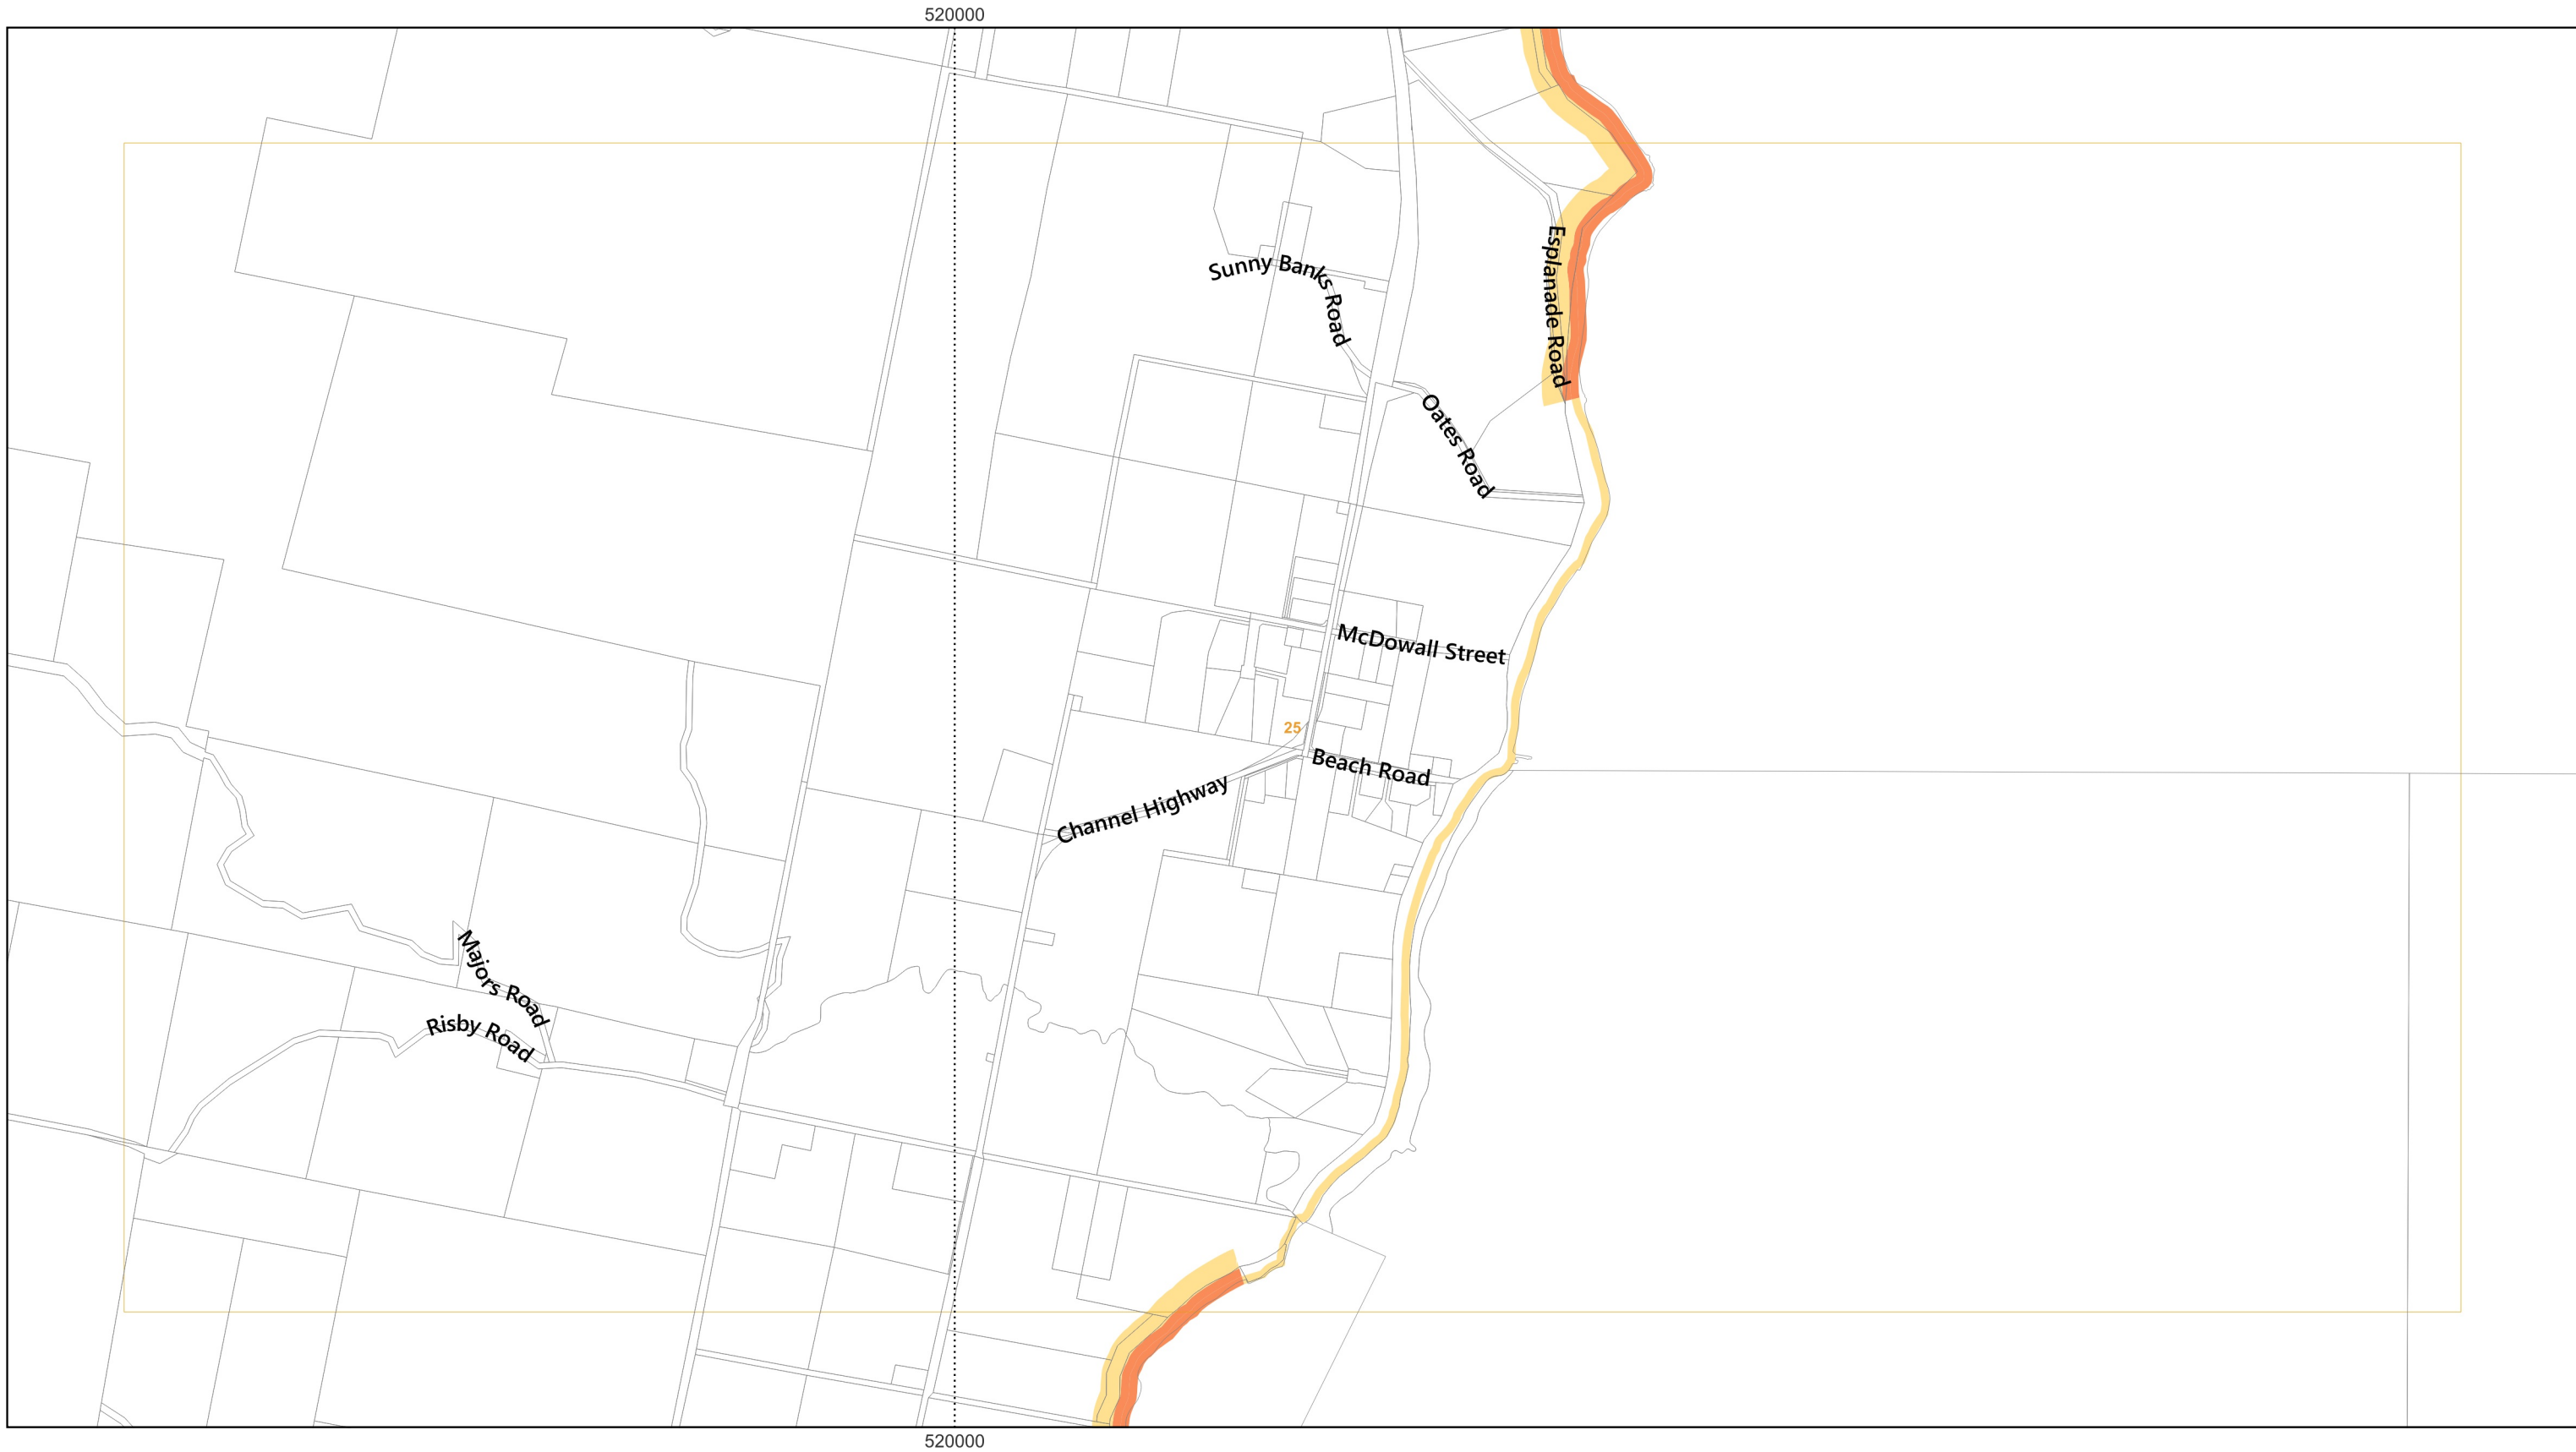 520000
Esplanade Road
Sunny Banks Road
Oates Road
McDowall Street
25
Beach Road
Channel Highway
Majors Road
Risby Road
520000